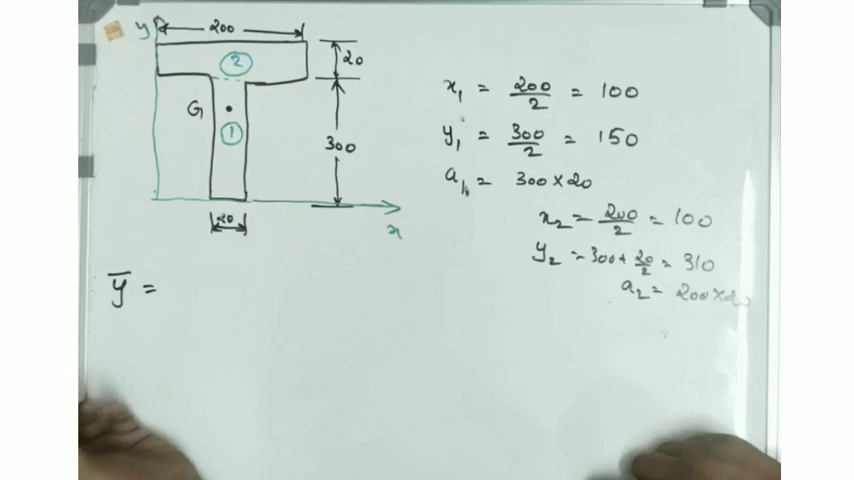 y
200
2
20
G
1
300
20
x
x₁ = 200/2 = 100
y₁ = 300/2 = 150
a₁ = 300×20
x₂ = 200/2 = 100
y₂ = 300+20/2 = 310
a₂ = 200×20
y̅ =